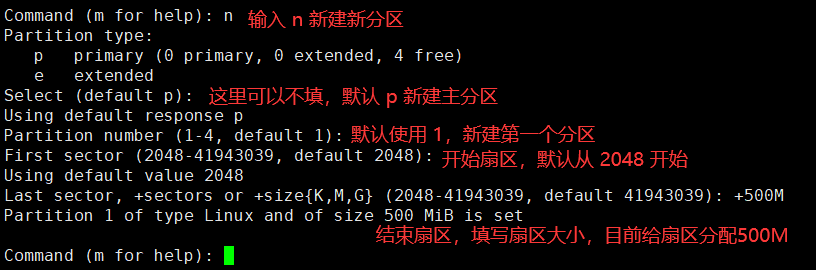 Command (m for help): n 输入 n 新建新分区
Partition type:
p   primary (0 primary, 0 extended, 4 free)
e   extended
Select (default p): 这里可以不填，默认 p 新建主分区
Using default response p
Partition number (1-4, default 1): 默认使用 1，新建第一个分区
First sector (2048-41943039, default 2048): 开始扇区，默认从 2048 开始
Using default value 2048
Last sector, +sectors or +size{K,M,G} (2048-41943039, default 41943039): +500M
Partition 1 of type Linux and of size 500 MiB is set
结束扇区，填写扇区大小，目前给扇区分配500M
Command (m for help):